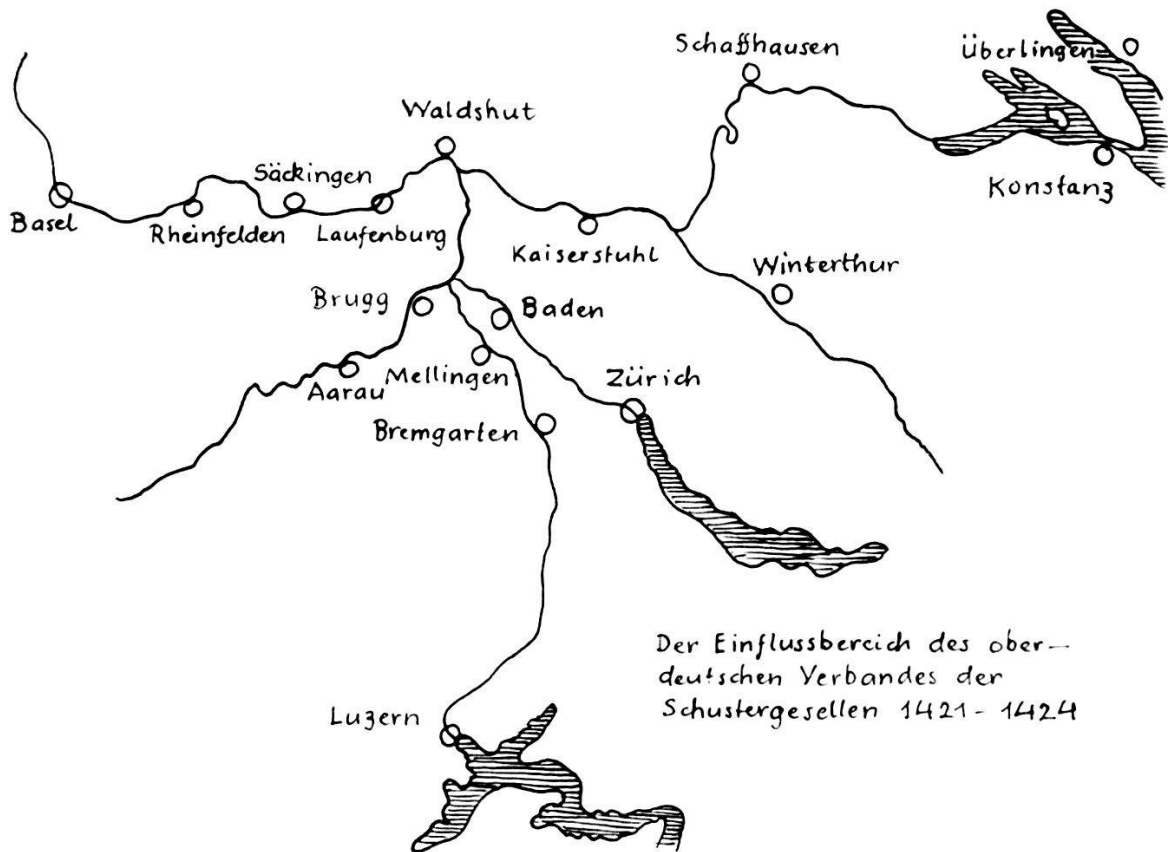 Schaffhausen
Überlingen
Waldshut
Säckingen
Konstanz
Basel
Rheinfelden
Laufenburg
Kaiserstuhl
Winterthur
Brugg
Baden
Aarau
Mellingen
Zürich
Bremgarten
Der Einflussbereich des ober-
deutschen Verbandes der
Schustergesellen 1421 - 1424
Luzern